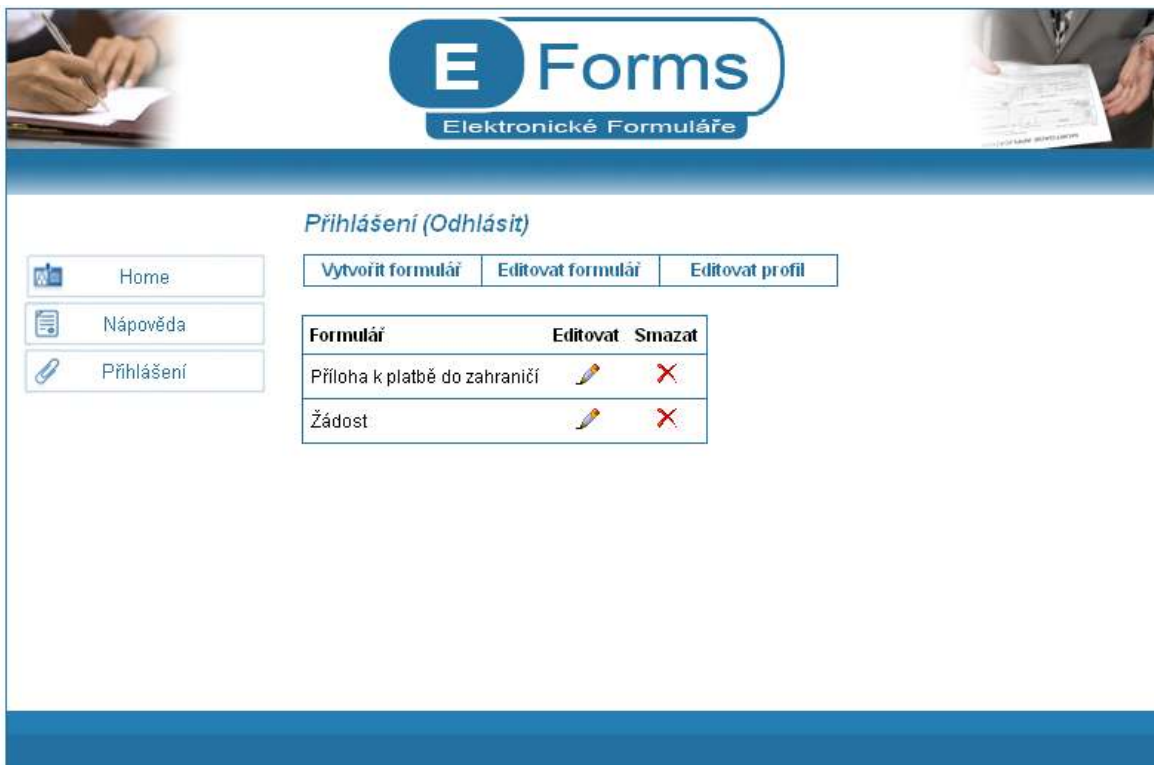 E Forms
Elektronické Formuláře
Přihlášení (Odhlásit)
Home
Nápověda
Přihlášení
Vytvořit formulář Editovat formulář Editovat profil
Formulář Editovat Smazat
Příloha k platbě do zahraničí
Žádost